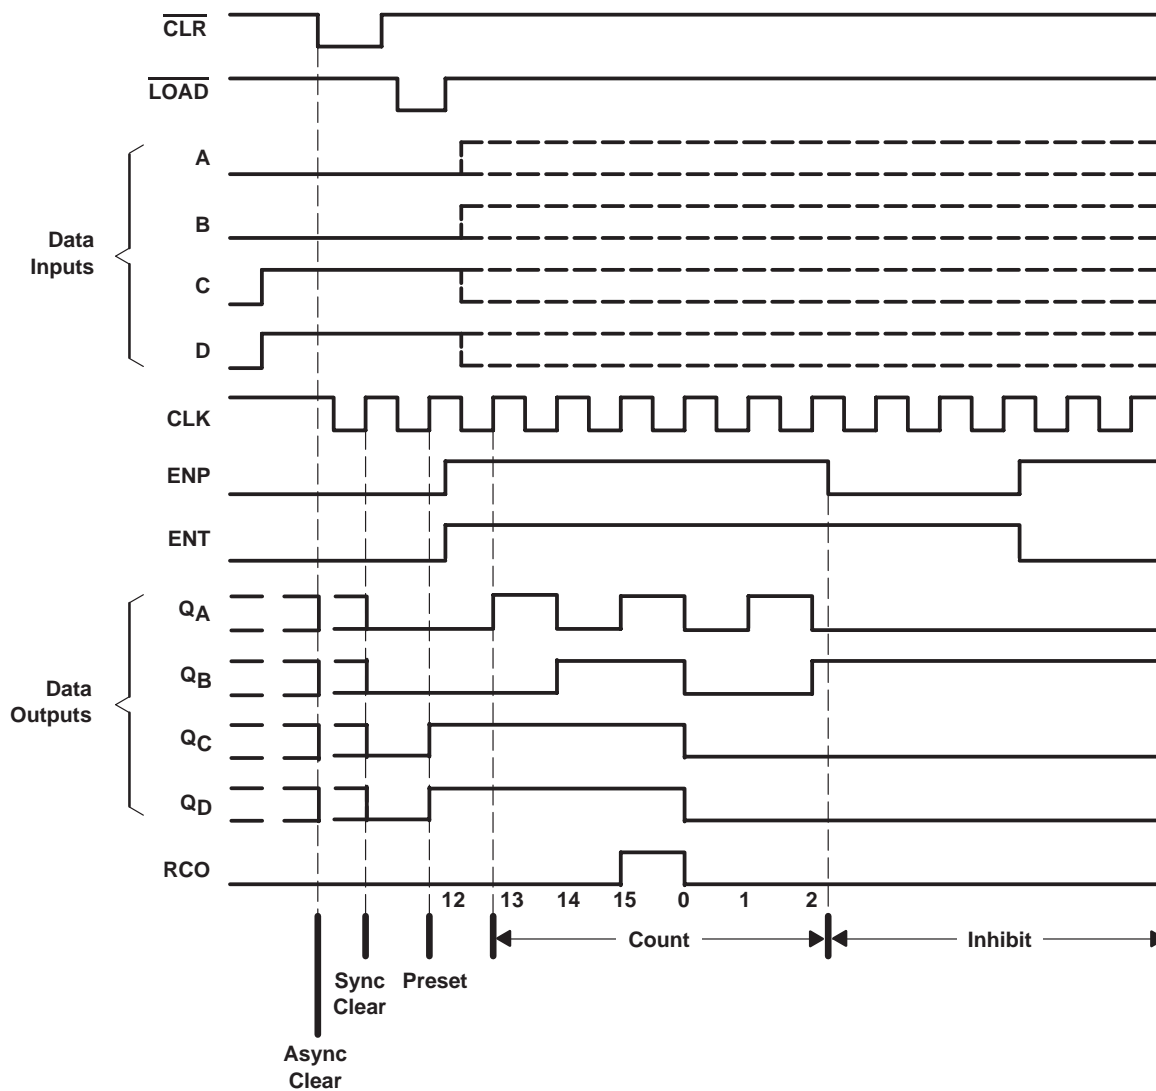 CLR
LOAD
A
B
Data
Inputs
C
D
CLK
ENP
ENT
QA
QB
Data
Outputs
QC
QD
RCO
12 13 14 15 0 1 2
Count Inhibit
Sync Preset
Clear
Async
Clear